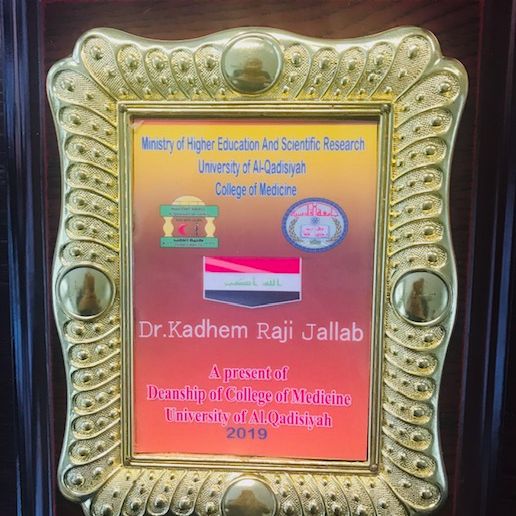 Ministry of Higher Education And Scientific Research
University of Al-Qadisiyah
College of Medicine
الله اكبر
Dr.Kadhem Raji Jallab
A present of
Deanship of College of Medicine
University of Al.Qadisiyah
2019